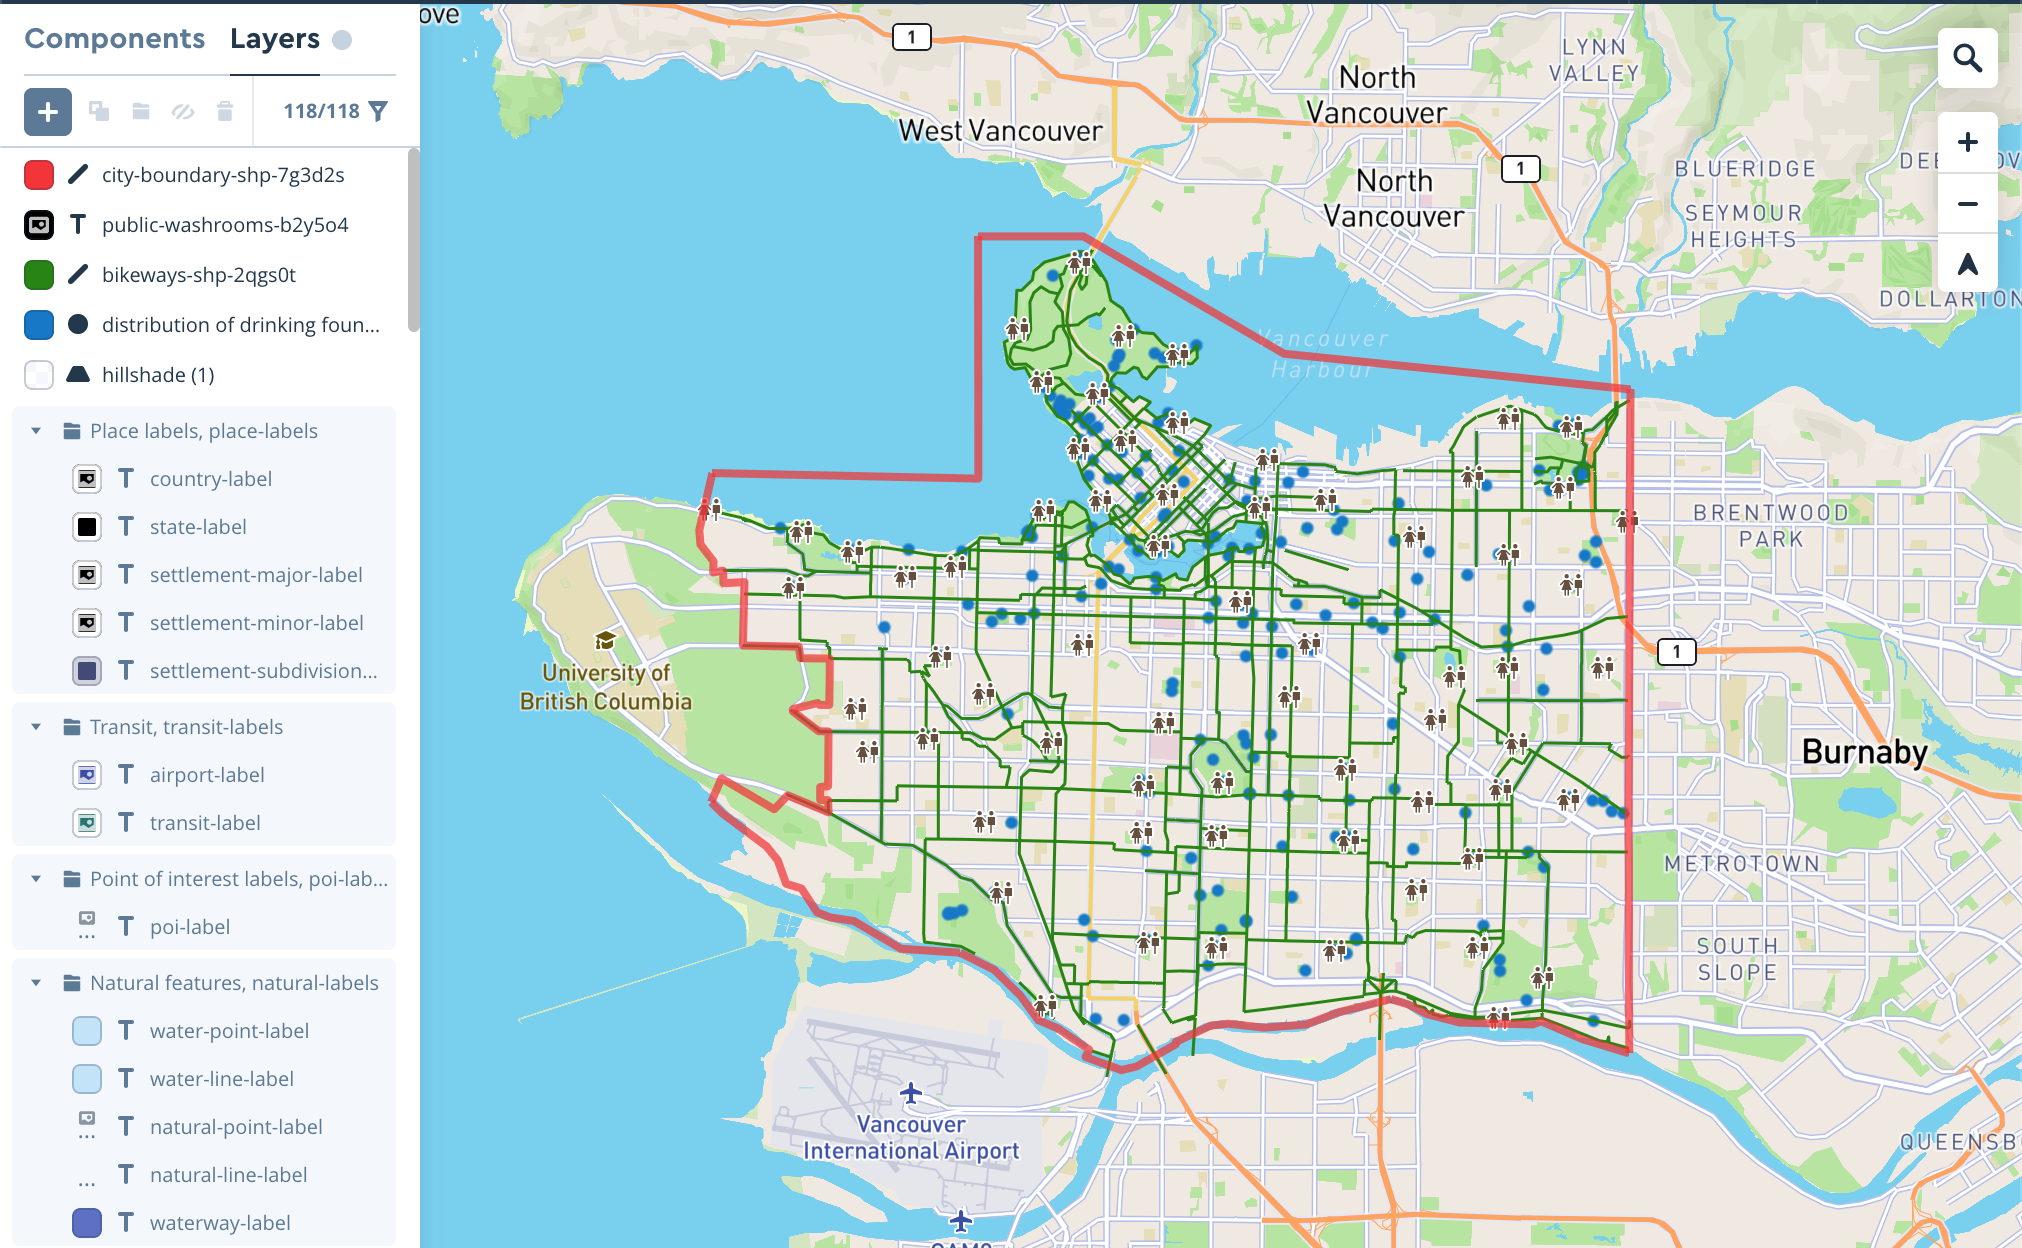 Components Layers
118/118
city-boundary-shp-7g3d2s
public-washrooms-b2y5o4
bikeways-shp-2qgs0t
distribution of drinking foun...
hillshade (1)
Place labels, place-labels
country-label
state-label
settlement-major-label
settlement-minor-label
settlement-subdivision...
Transit, transit-labels
airport-label
transit-label
Point of interest labels, poi-lab...
poi-label
Natural features, natural-labels
water-point-label
water-line-label
natural-point-label
natural-line-label
waterway-label
ove
1
LYNN
VALLEY
North
Vancouver
West Vancouver
1
BLUERIDGE
DEE
OV
North
Vancouver
SEYMOUR
HEIGHTS
DOLLARTON
Vancouver
Harbour
BRENTWOOD
PARK
University of
British Columbia
1
Burnaby
METROTOWN
SOUTH
SLOPE
Vancouver
International Airport
QUEENSB